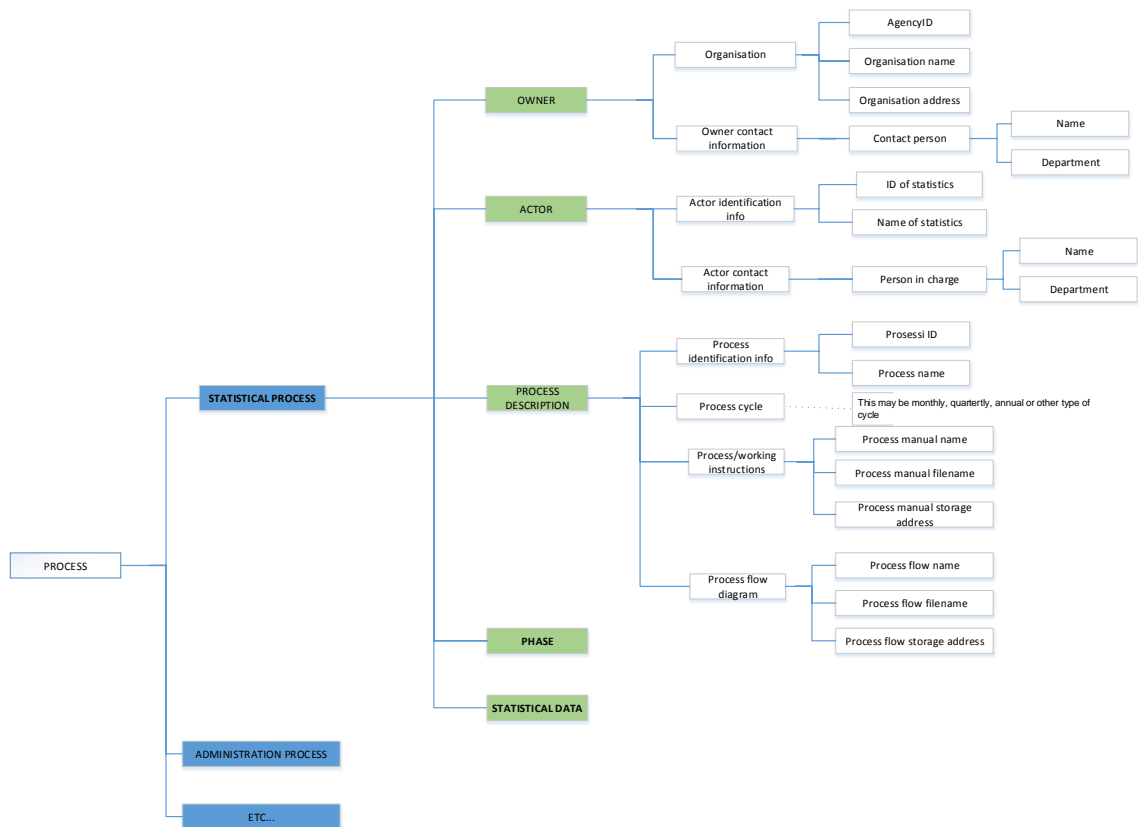 AgencyID
Organisation
Organisation name
OWNER
Organisation address
Name
Owner contact
information
Contact person
Department
ID of statistics
ACTOR
Actor identification
info
Name of statistics
Name
Actor contact
information
Person in charge
Department
Prosessi ID
Process
identification info
Process name
STATISTICAL PROCESS
PROCESS
DESCRIPTION
Process cycle
This may be monthly, quartertly, annual or other type of
cycle
Process manual name
Process/working
instructions
Process manual filename
Process manual storage
address
PROCESS
Process flow name
Process flow
diagram
Process flow filename
Process flow storage address
PHASE
STATISTICAL DATA
ADMINISTRATION PROCESS
ETC...